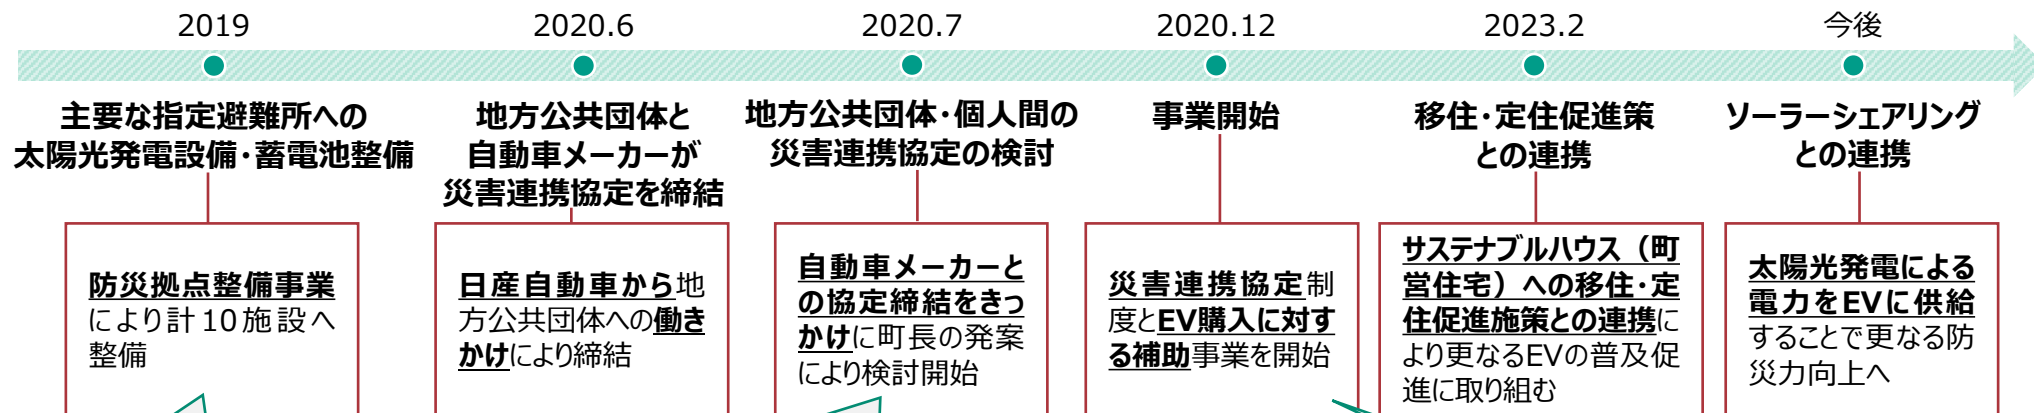 2019
2020.6
2020.7
2020.12
2023.2
今後
主要な指定避難所への
太陽光発電設備・蓄電池整備
地方公共団体と
自動車メーカーが
災害連携協定を締結
地方公共団体・個人間の
災害連携協定の検討
事業開始
移住・定住促進策
との連携
ソーラーシェアリング
との連携
防災拠点整備事業
により計10施設へ
整備
日産自動車から地
方公共団体への働き
かけにより締結
自動車メーカーと
の協定締結をきっ
かけに町長の発案
により検討開始
災害連携協定制
度とEV購入に対す
る補助事業を開始
サステナブルハウス（町
営住宅）への移住・定
住促進施策との連携に
より更なるEVの普及促
進に取り組む
太陽光発電による
電力をEVに供給
することで更なる防
災力向上へ